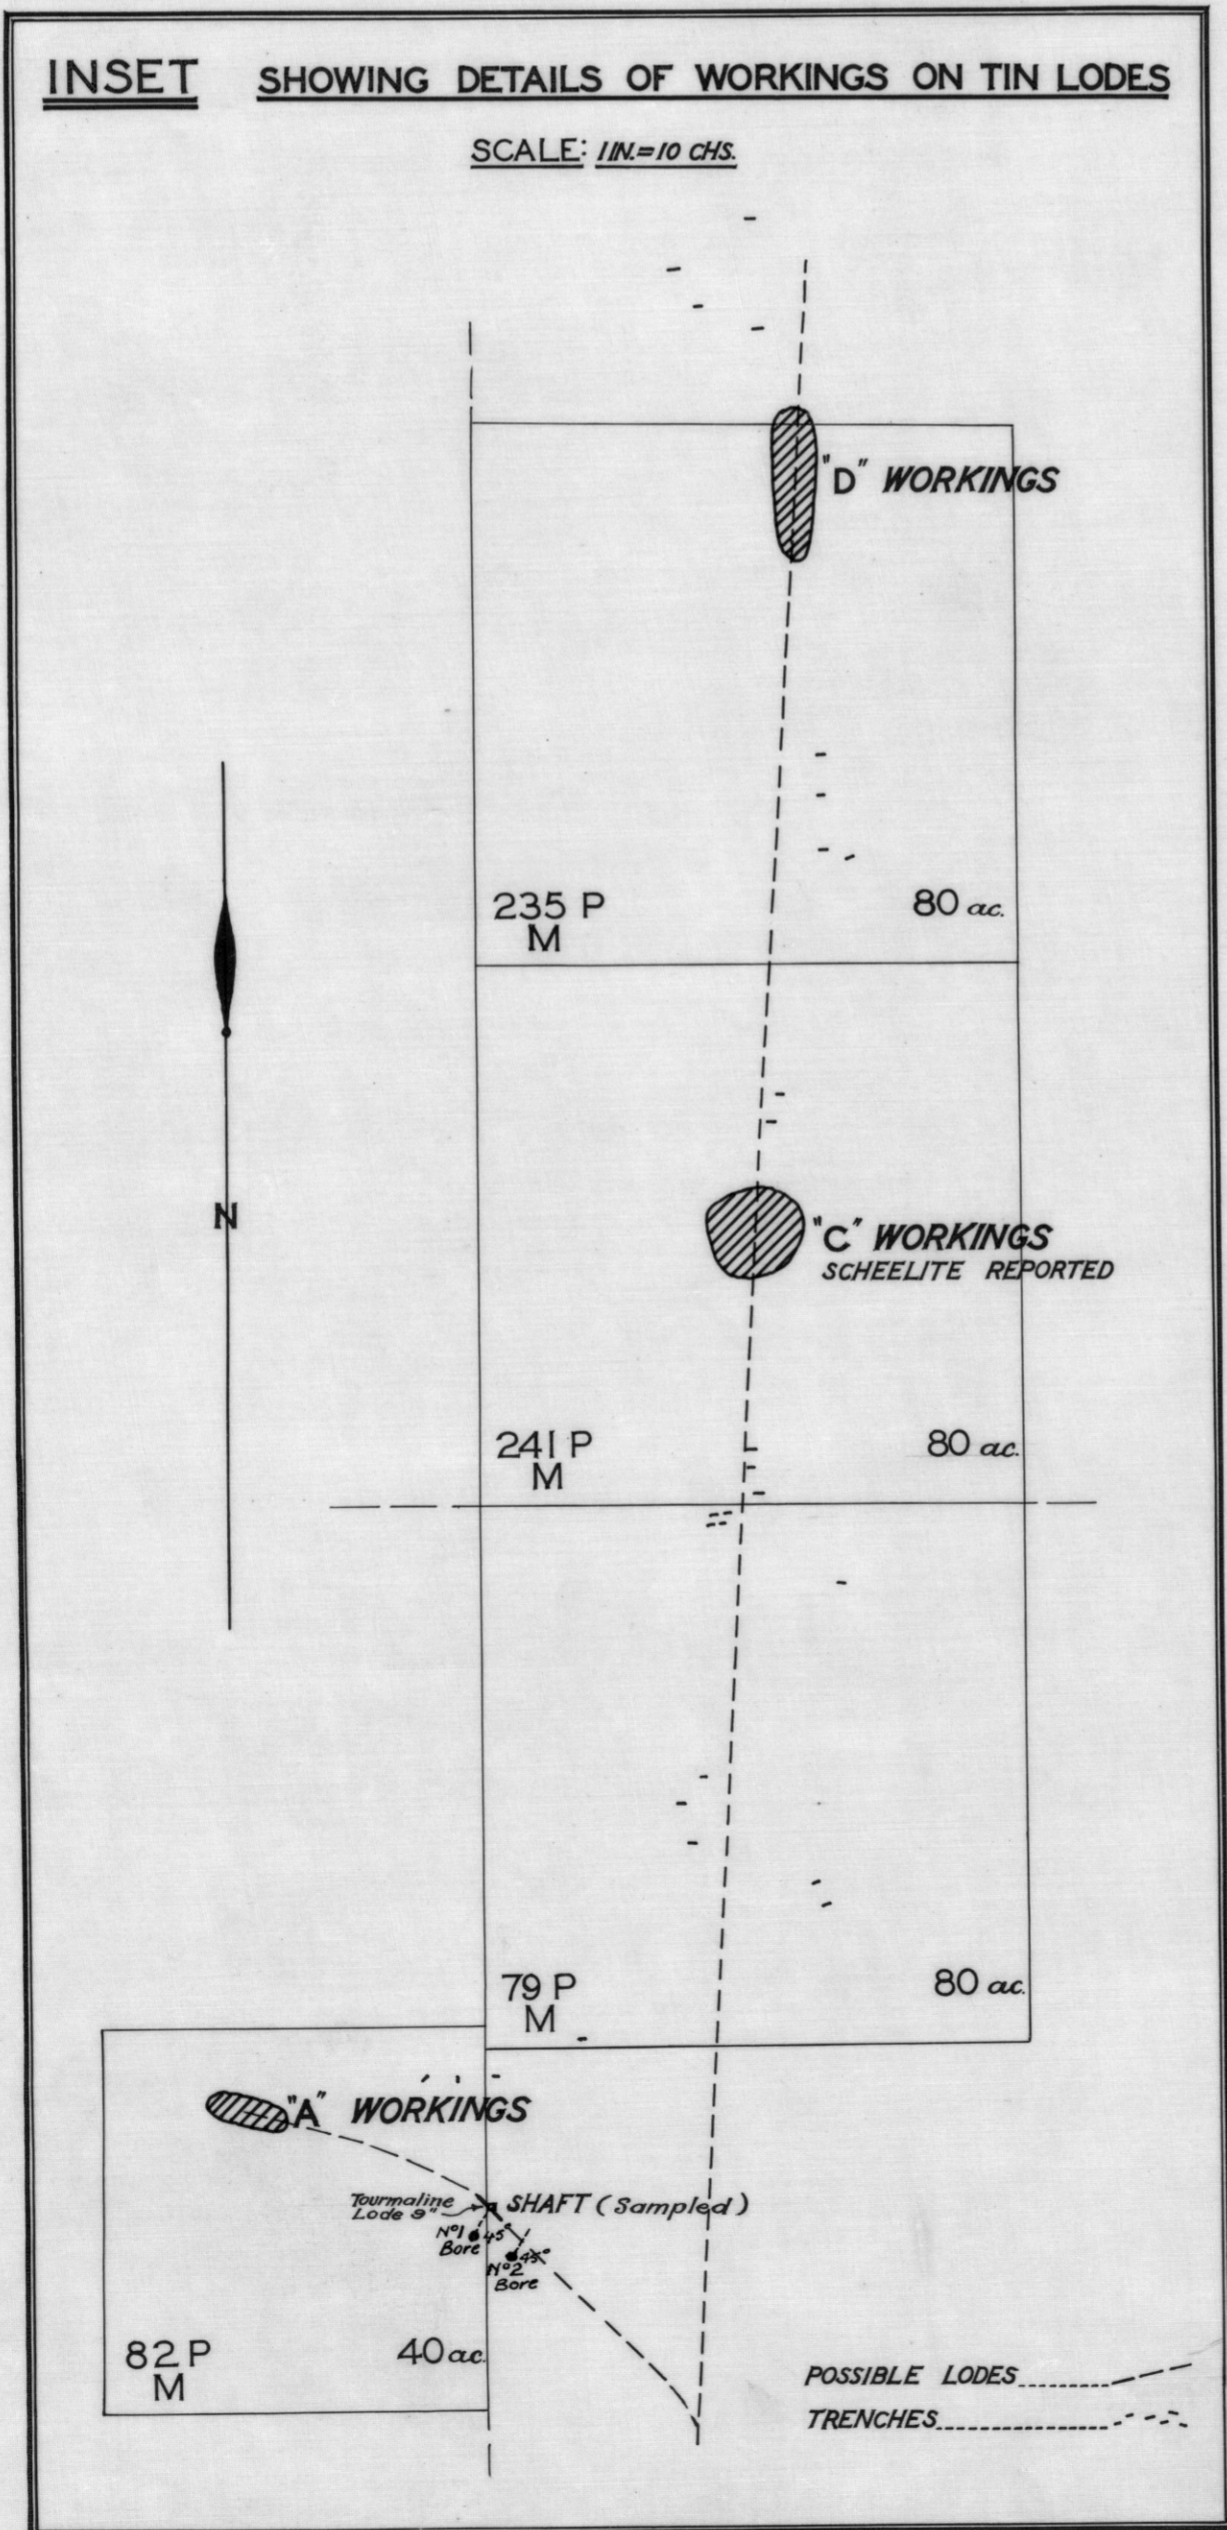 INSET SHOWING DETAILS OF WORKINGS ON TIN LODES
SCALE: 1 IN.=10 CHS.
"D" WORKINGS
235 P
M
80 ac.
N
"C" WORKINGS
SCHEELITE REPORTED
241 P
M
80 ac.
79 P
M
80 ac.
"A" WORKINGS
Tourmaline
Lode 9"
SHAFT (Sampled)
No1
Bore
45°
No2
Bore
45°
82 P
M
40 ac.
POSSIBLE LODES
TRENCHES